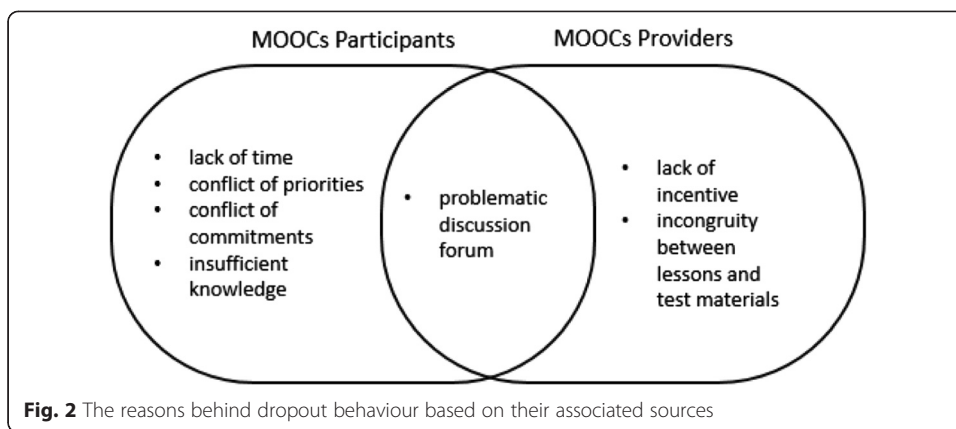 MOOCs Participants
MOOCs Providers
• lack of time
• conflict of priorities
• conflict of
commitments
• insufficient
knowledge
• problematic
discussion
forum
• lack of
incentive
• incongruity
between
lessons and
test materials
Fig. 2 The reasons behind dropout behaviour based on their associated sources